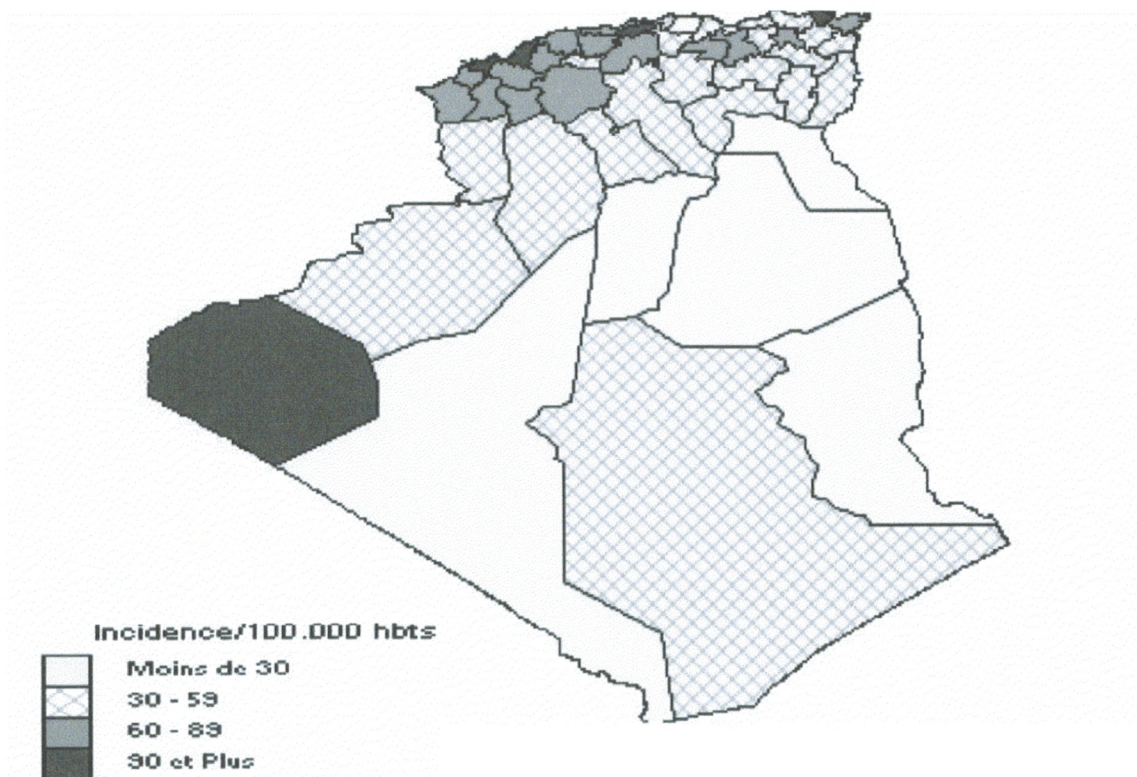 Incidence/100.000 hbts
Moins de 30
30 - 59
60 - 89
90 et Plus